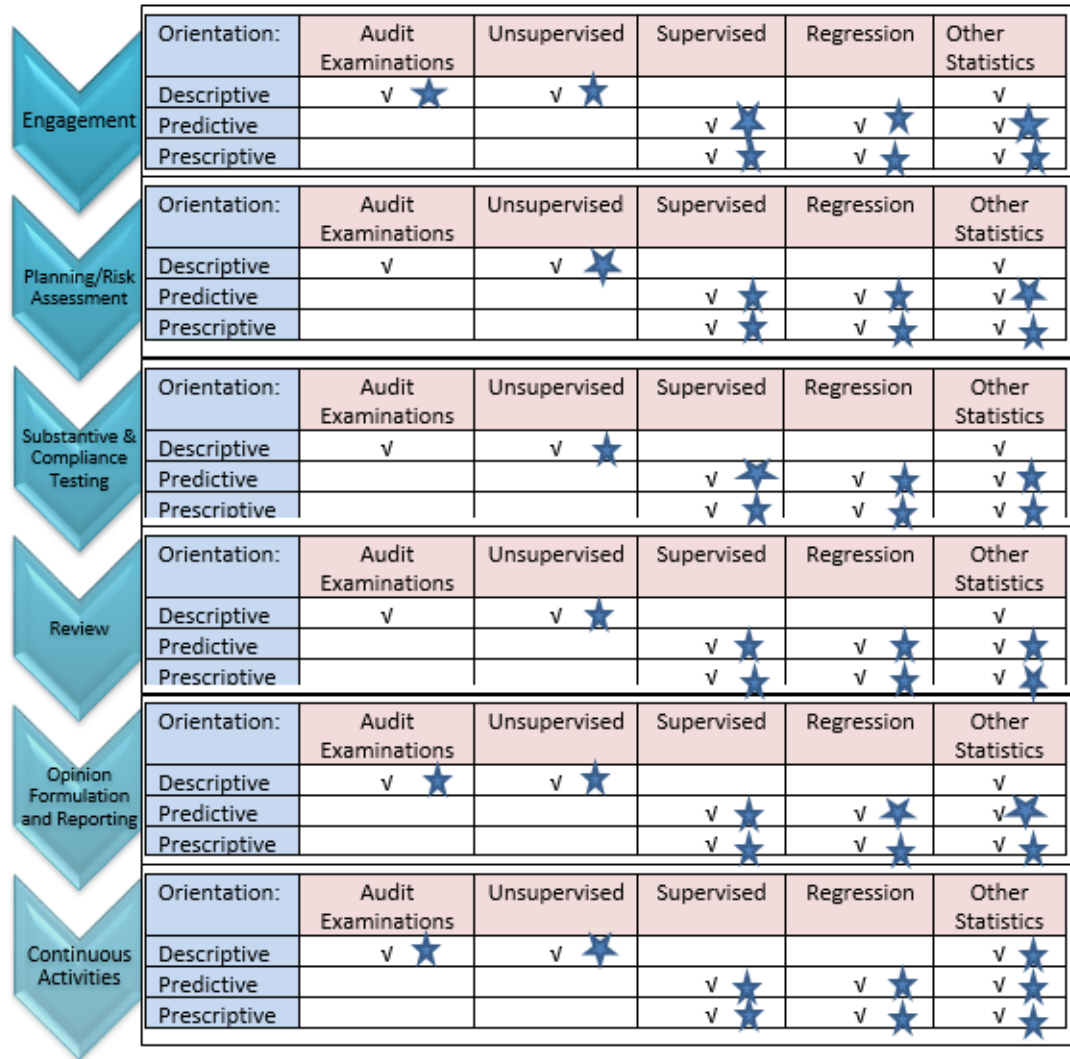 Engagement
Orientation: Audit Examinations Unsupervised Supervised Regression Other Statistics
Descriptive √ √ √
Predictive √ √ √
Prescriptive √ √ √
Planning/Risk Assessment
Orientation: Audit Examinations Unsupervised Supervised Regression Other Statistics
Descriptive √ √ √
Predictive √ √ √
Prescriptive √ √ √
Substantive & Compliance Testing
Orientation: Audit Examinations Unsupervised Supervised Regression Other Statistics
Descriptive √ √ √
Predictive √ √ √
Prescriptive √ √ √
Review
Orientation: Audit Examinations Unsupervised Supervised Regression Other Statistics
Descriptive √ √ √
Predictive √ √ √
Prescriptive √ √ √
Opinion Formulation and Reporting
Orientation: Audit Examinations Unsupervised Supervised Regression Other Statistics
Descriptive √ √ √
Predictive √ √ √
Prescriptive √ √ √
Continuous Activities
Orientation: Audit Examinations Unsupervised Supervised Regression Other Statistics
Descriptive √ √ √
Predictive √ √ √
Prescriptive √ √ √